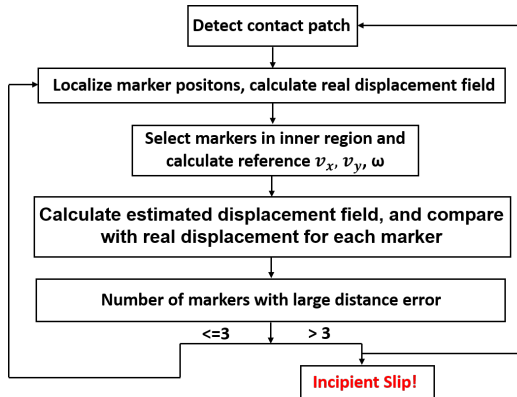 Detect contact patch
Localize marker positons, calculate real displacement field
Select markers in inner region and
calculate reference v_x, v_y, ω
Calculate estimated displacement field, and compare
with real displacement for each marker
Number of markers with large distance error
<=3 > 3
Incipient Slip!